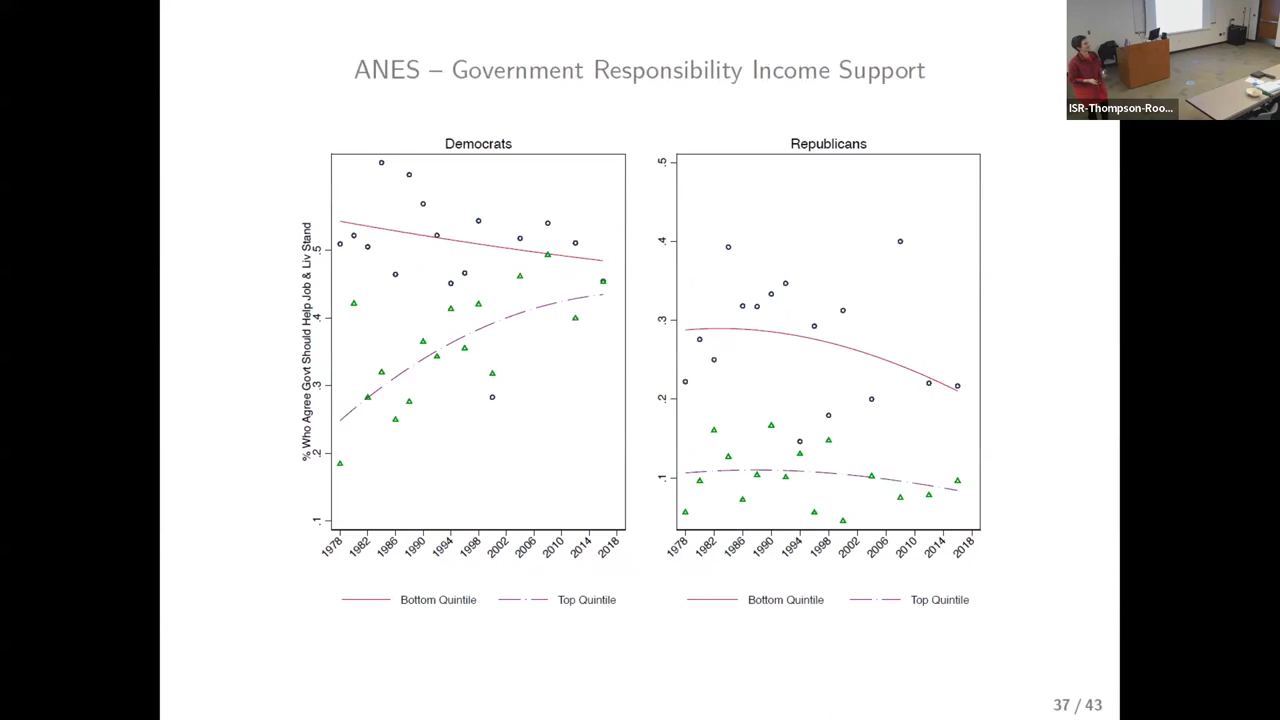 ANES – Government Responsibility Income Support
ISR-Thompson-Roo...
Democrats
% Who Agree Govt Should Help Job & Liv Stand
.5
.4
.3
.2
.1
1978 1982 1986 1990 1994 1998 2002 2006 2010 2014 2018
Bottom Quintile Top Quintile
Republicans
.5
.4
.3
.2
.1
1978 1982 1986 1990 1994 1998 2002 2006 2010 2014 2018
Bottom Quintile Top Quintile
37 / 43